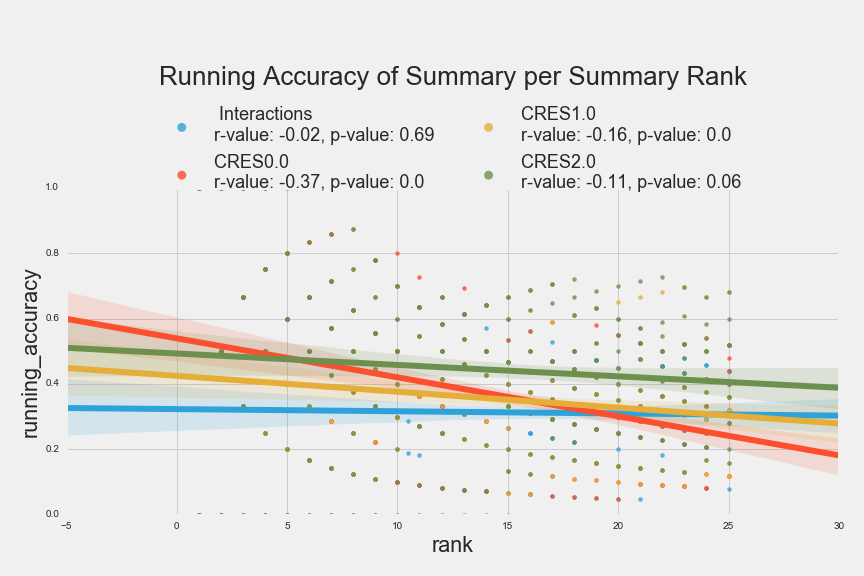 Running Accuracy of Summary per Summary Rank
Interactions
r-value: -0.02, p-value: 0.69
CRES0.0
r-value: -0.37, p-value: 0.0
CRES1.0
r-value: -0.16, p-value: 0.0
CRES2.0
r-value: -0.11, p-value: 0.06
running_accuracy
1.0
0.8
0.6
0.4
0.2
0.0
−5
0
5
10
15
20
25
30
rank